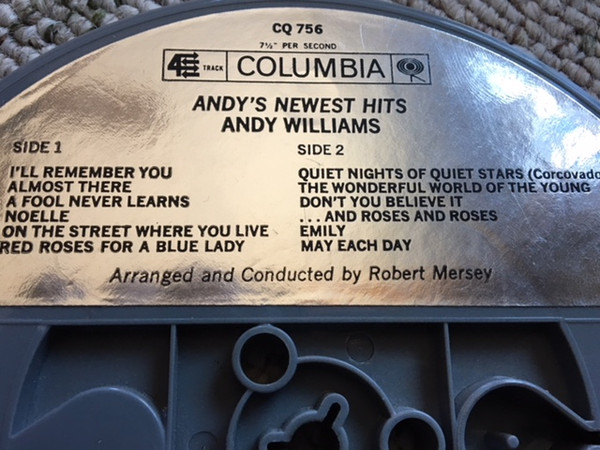 CQ 756
7½" PER SECOND
4 TRACK COLUMBIA
ANDY'S NEWEST HITS
ANDY WILLIAMS
SIDE 1
I'LL REMEMBER YOU
ALMOST THERE
A FOOL NEVER LEARNS
NOELLE
ON THE STREET WHERE YOU LIVE
RED ROSES FOR A BLUE LADY
SIDE 2
QUIET NIGHTS OF QUIET STARS (Corcovado
THE WONDERFUL WORLD OF THE YOUNG
DON'T YOU BELIEVE IT
...AND ROSES AND ROSES
EMILY
MAY EACH DAY
Arranged and Conducted by Robert Mersey